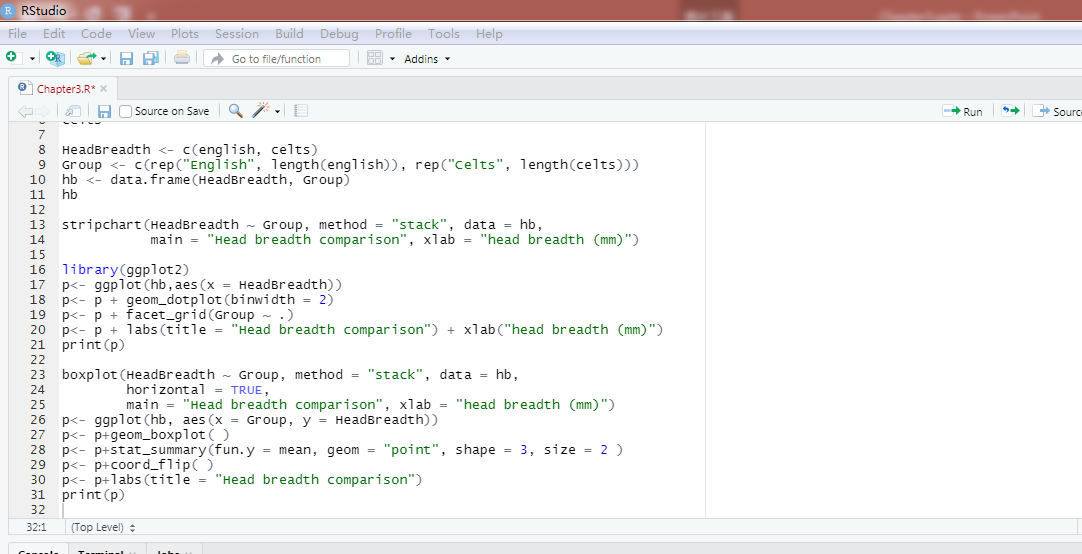 RStudio
File Edit Code View Plots Session Build Debug Profile Tools Help
Go to file/function Addins
Chapter3.R*
Source on Save Run
7
8 HeadBreadth <- c(english, celts)
9 Group <- c(rep("English", length(english)), rep("Celts", length(celts)))
10 hb <- data.frame(HeadBreadth, Group)
11 hb
12
13 stripchart(HeadBreadth ~ Group, method = "stack", data = hb,
14 main = "Head breadth comparison", xlab = "head breadth (mm)")
15
16 library(ggplot2)
17 p<- ggplot(hb,aes(x = HeadBreadth))
18 p<- p + geom_dotplot(binwidth = 2)
19 p<- p + facet_grid(Group ~ .)
20 p<- p + labs(title = "Head breadth comparison") + xlab("head breadth (mm)")
21 print(p)
22
23 boxplot(HeadBreadth ~ Group, method = "stack", data = hb,
24 horizontal = TRUE,
25 main = "Head breadth comparison", xlab = "head breadth (mm)")
26 p<- ggplot(hb, aes(x = Group, y = HeadBreadth))
27 p<- p+geom_boxplot( )
28 p<- p+stat_summary(fun.y = mean, geom = "point", shape = 3, size = 2 )
29 p<- p+coord_flip( )
30 p<- p+labs(title = "Head breadth comparison")
31 print(p)
32
32:1 (Top Level)